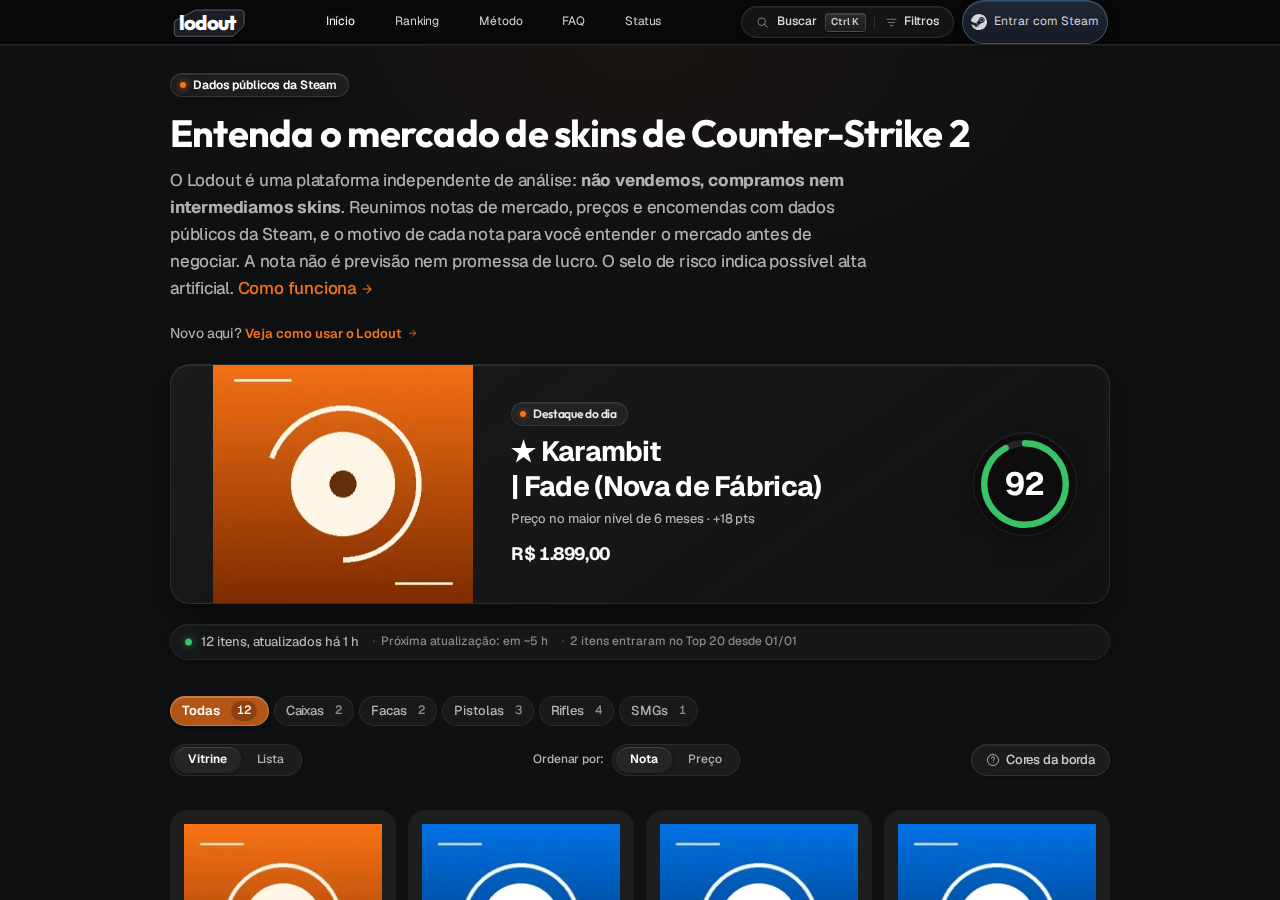 lodout
Início
Ranking
Método
FAQ
Status
Buscar
Ctrl K
Filtros
Entrar com Steam
Dados públicos da Steam
Entenda o mercado de skins de Counter-Strike 2
O Lodout é uma plataforma independente de análise: não vendemos, compramos nem
intermediamos skins. Reunimos notas de mercado, preços e encomendas com dados
públicos da Steam, e o motivo de cada nota para você entender o mercado antes de
negociar. A nota não é previsão nem promessa de lucro. O selo de risco indica possível alta
artificial. Como funciona →
Novo aqui? Veja como usar o Lodout →
Destaque do dia
★ Karambit
| Fade (Nova de Fábrica)
Preço no maior nível de 6 meses · +18 pts
R$ 1.899,00
92
12 itens, atualizados há 1 h · Próxima atualização: em ~5 h · 2 itens entraram no Top 20 desde 01/01
Todas 12
Caixas 2
Facas 2
Pistolas 3
Rifles 4
SMGs 1
Vitrine
Lista
Ordenar por:
Nota
Preço
Cores da borda